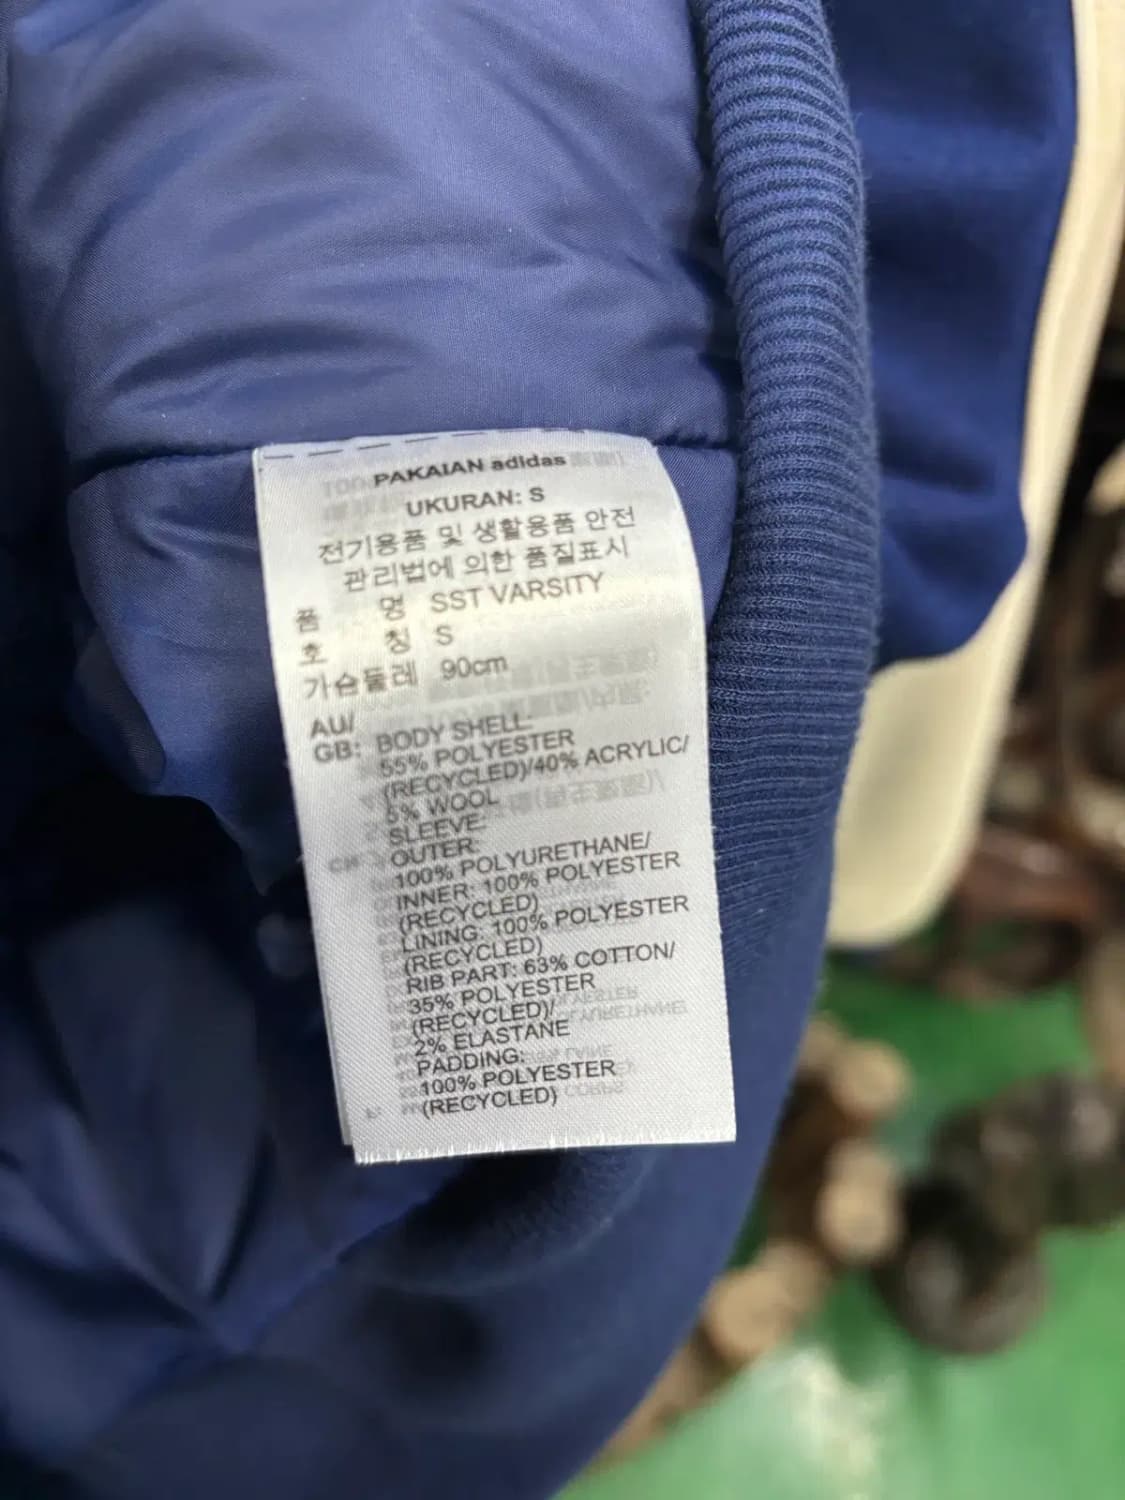 PAKAIAN adidas
UKURAN: S
전기용품 및 생활용품 안전
관리법에 의한 품질표시
품 명 SST VARSITY
호 칭 S
가슴둘레 90cm
AU/
GB: BODY SHELL:
55% POLYESTER
(RECYCLED)/40% ACRYLIC/
5% WOOL
SLEEVE:
OUTER:
100% POLYURETHANE/
INNER: 100% POLYESTER
(RECYCLED)
LINING: 100% POLYESTER
(RECYCLED)
RIB PART: 63% COTTON/
35% POLYESTER
(RECYCLED)/
2% ELASTANE
PADDING:
100% POLYESTER
(RECYCLED)